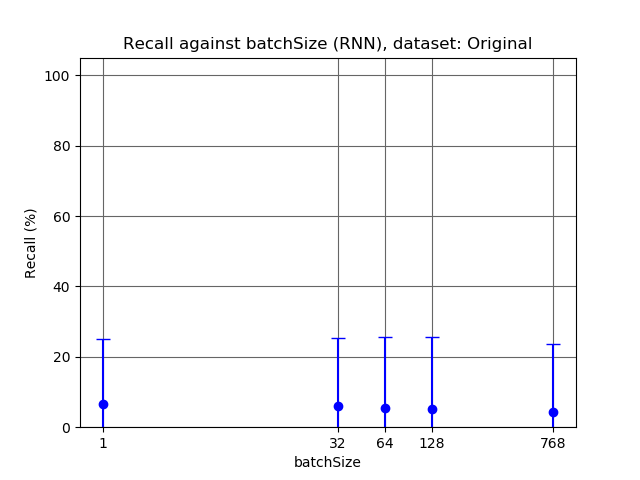 Recall against batchSize (RNN), dataset: Original
100
80
60
40
20
0
Recall (%)
1 32 64 128 768
batchSize